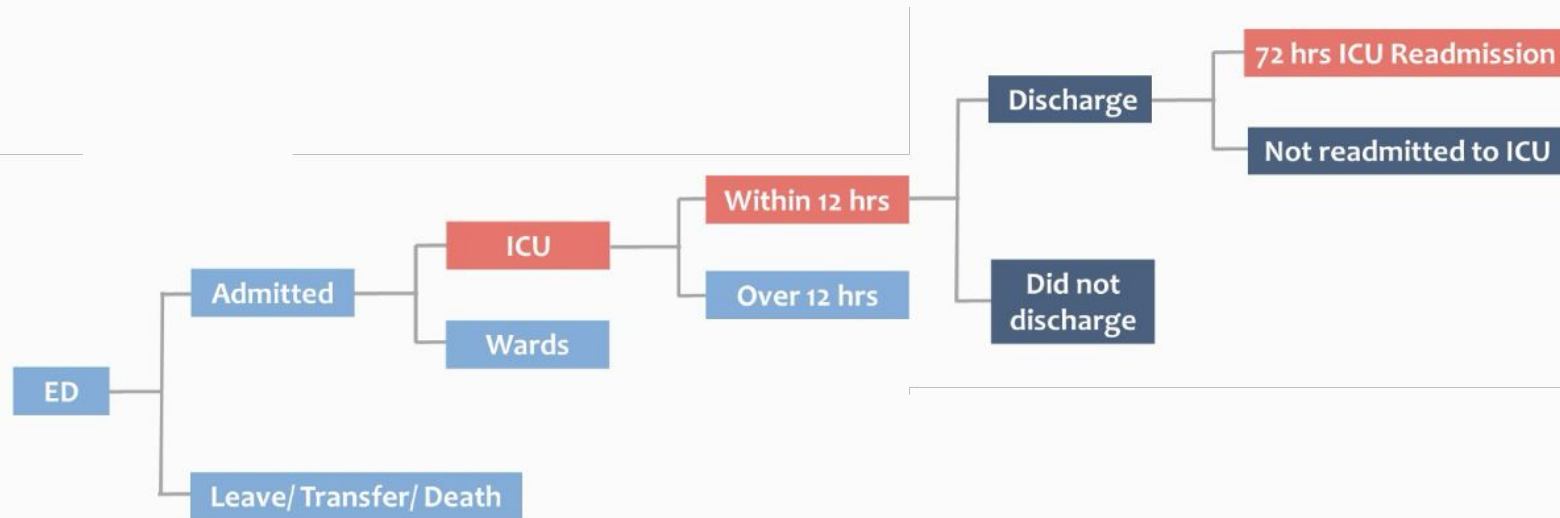 72 hrs ICU Readmission
Discharge
Not readmitted to ICU
Within 12 hrs
ICU
Admitted
Over 12 hrs
Did not
discharge
Wards
ED
Leave/ Transfer/ Death